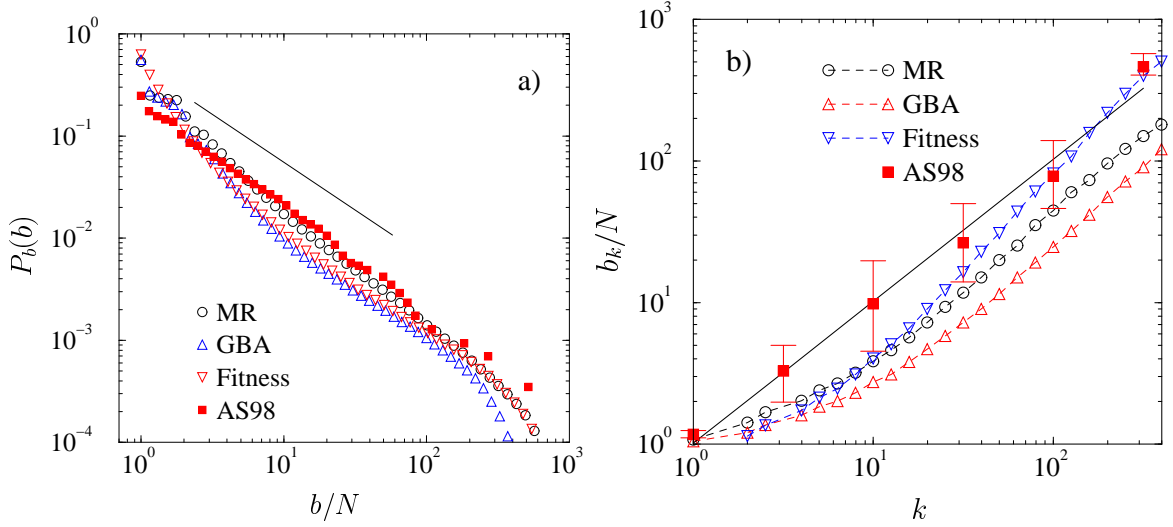 a)
10^0
10^-1
10^-2
10^-3
10^-4
P_b(b)
MR
GBA
Fitness
AS98
10^0 10^1 10^2 10^3
b/N
b)
MR
GBA
Fitness
AS98
10^3
10^2
10^1
10^0
b_k/N
10^0 10^1 10^2
k